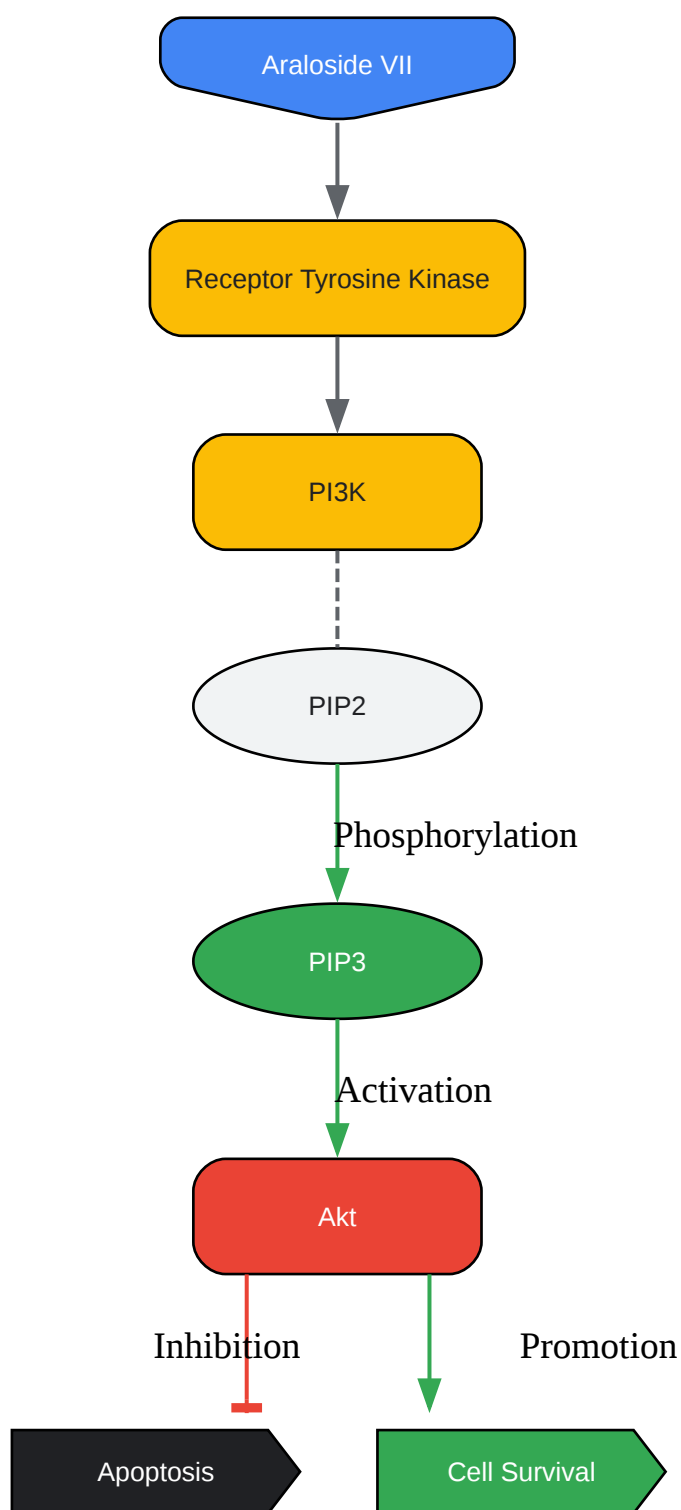 Araloside VII
Receptor Tyrosine Kinase
PI3K
PIP2
Phosphorylation
PIP3
Activation
Akt
Inhibition
Promotion
Apoptosis
Cell Survival